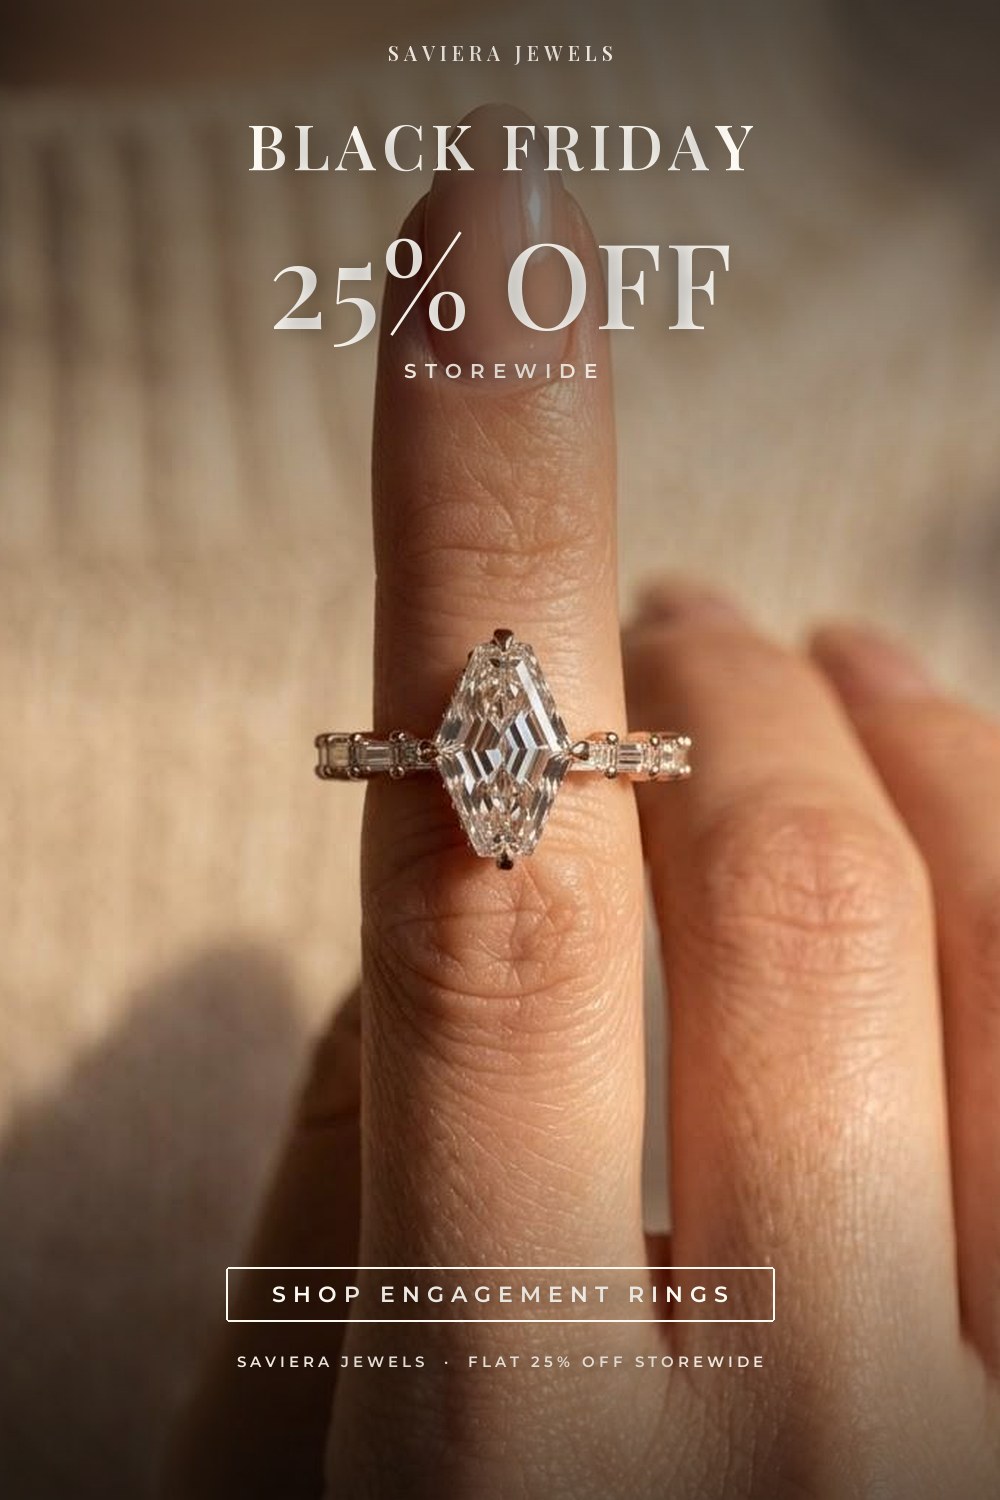 SAVIERA JEWELS
BLACK FRIDAY
25% OFF
STOREWIDE
SHOP ENGAGEMENT RINGS
SAVIERA JEWELS · FLAT 25% OFF STOREWIDE